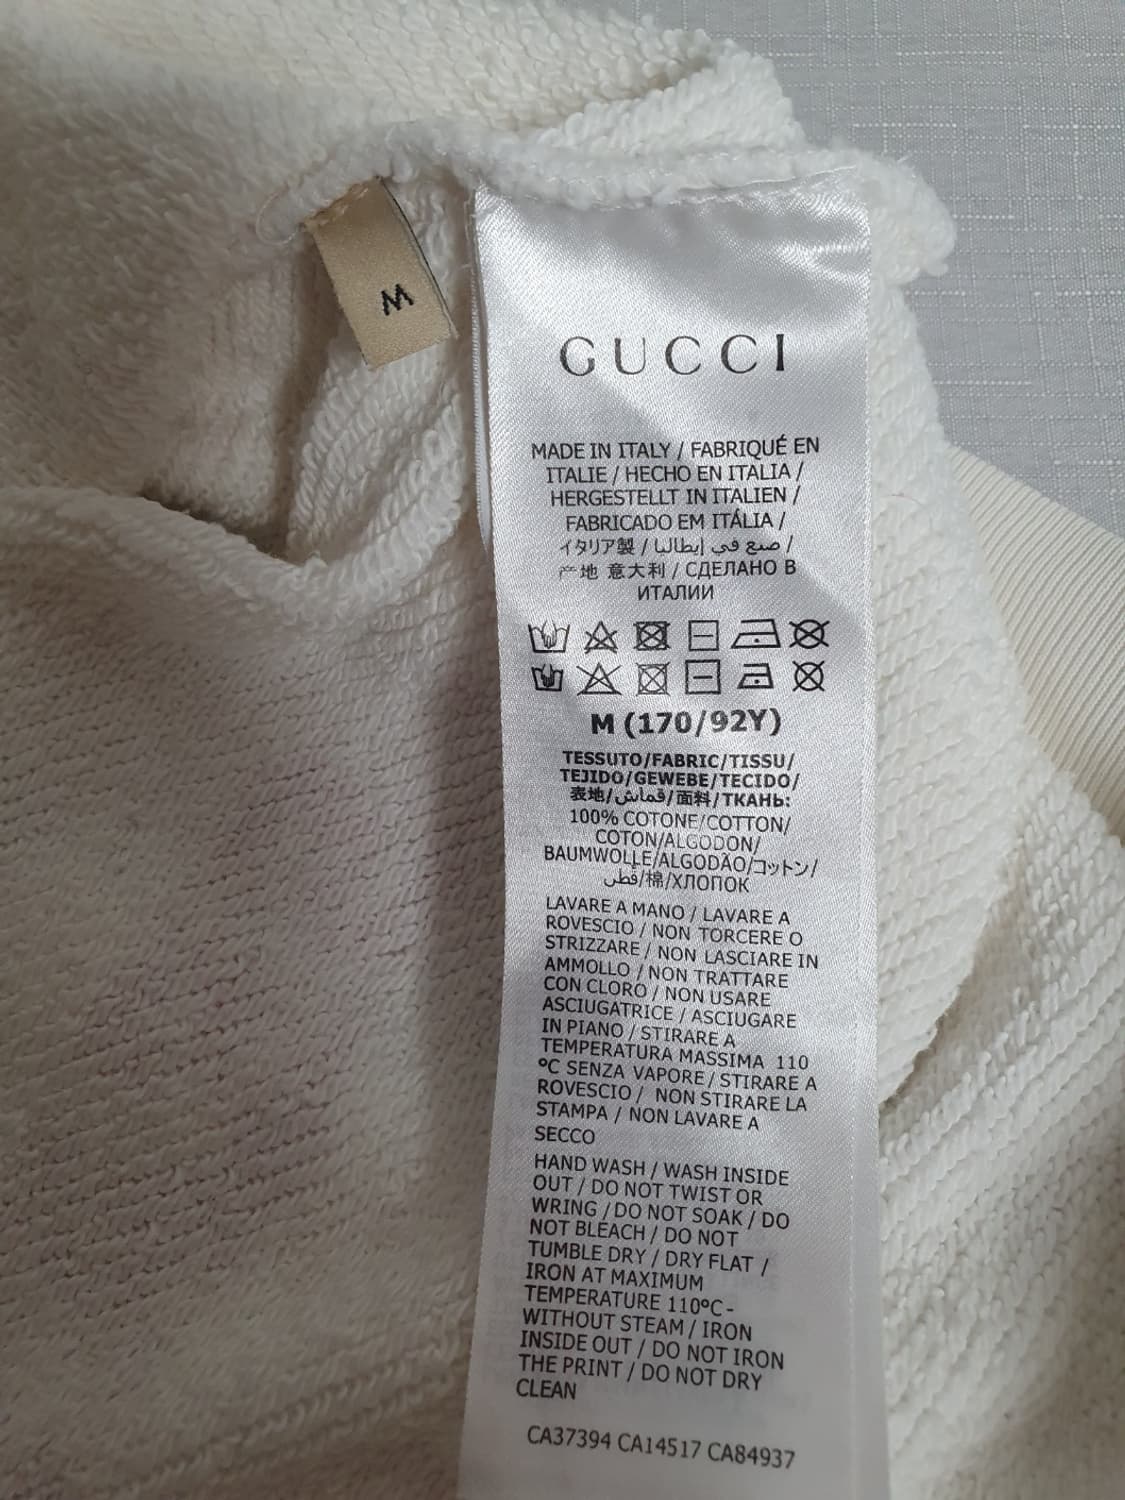 M
GUCCI
MADE IN ITALY / FABRIQUÉ EN
ITALIE / HECHO EN ITALIA /
HERGESTELLT IN ITALIEN /
FABRICADO EM ITÁLIA /
イタリア製 / صنع في إيطاليا /
产地 意大利 / СДЕЛАНО В
ИТАЛИИ
M (170/92Y)
TESSUTO/FABRIC/TISSU/
TEJIDO/GEWEBE/TECIDO/
表地/قماش/面料/ТКАНЬ:
100% COTONE/COTTON/
COTON/ALGODON/
BAUMWOLLE/ALGODÃO/コットン/
قطن/棉/ХЛОПОК
LAVARE A MANO / LAVARE A
ROVESCIO / NON TORCERE O
STRIZZARE / NON LASCIARE IN
AMMOLLO / NON TRATTARE
CON CLORO / NON USARE
ASCIUGATRICE / ASCIUGARE
IN PIANO / STIRARE A
TEMPERATURA MASSIMA 110
°C SENZA VAPORE / STIRARE A
ROVESCIO / NON STIRARE LA
STAMPA / NON LAVARE A
SECCO
HAND WASH / WASH INSIDE
OUT / DO NOT TWIST OR
WRING / DO NOT SOAK / DO
NOT BLEACH / DO NOT
TUMBLE DRY / DRY FLAT /
IRON AT MAXIMUM
TEMPERATURE 110°C -
WITHOUT STEAM / IRON
INSIDE OUT / DO NOT IRON
THE PRINT / DO NOT DRY
CLEAN
CA37394 CA14517 CA84937